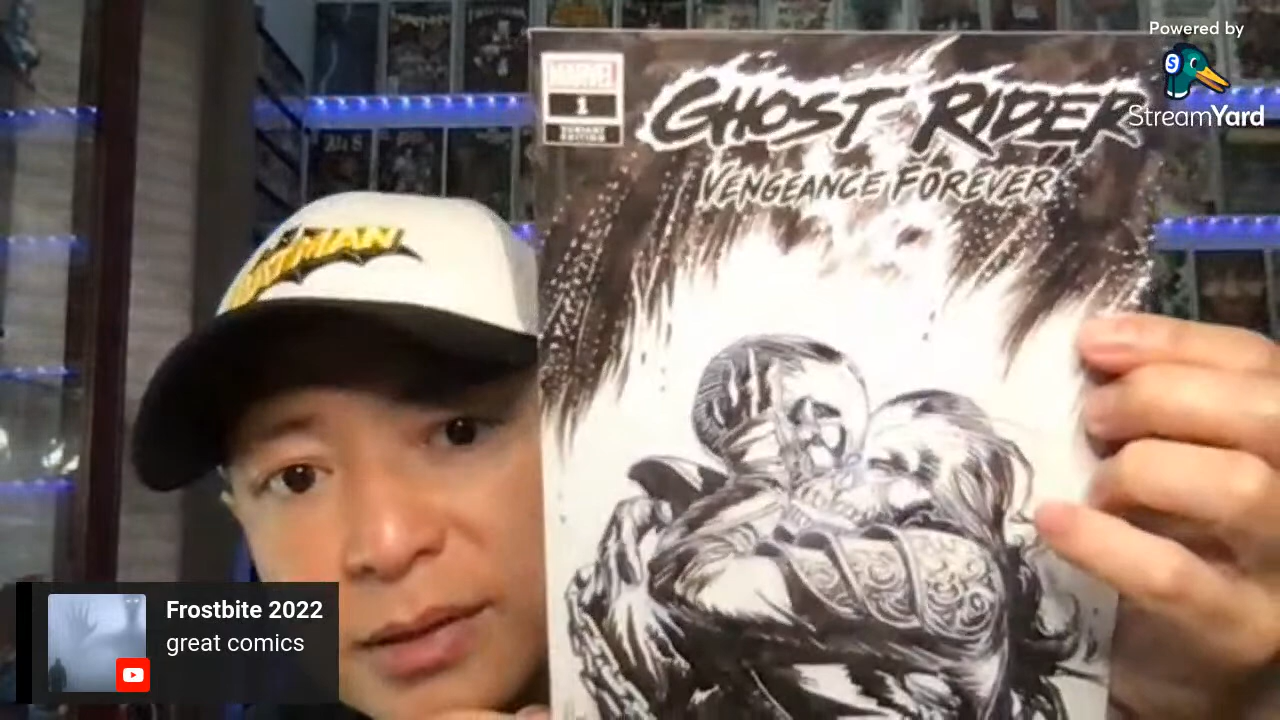 Powered by
StreamYard
MARVEL
1
VARIANT
EDITION
GHOST RIDER
VENGEANCE FOREVER
BATMAN
Frostbite 2022
great comics